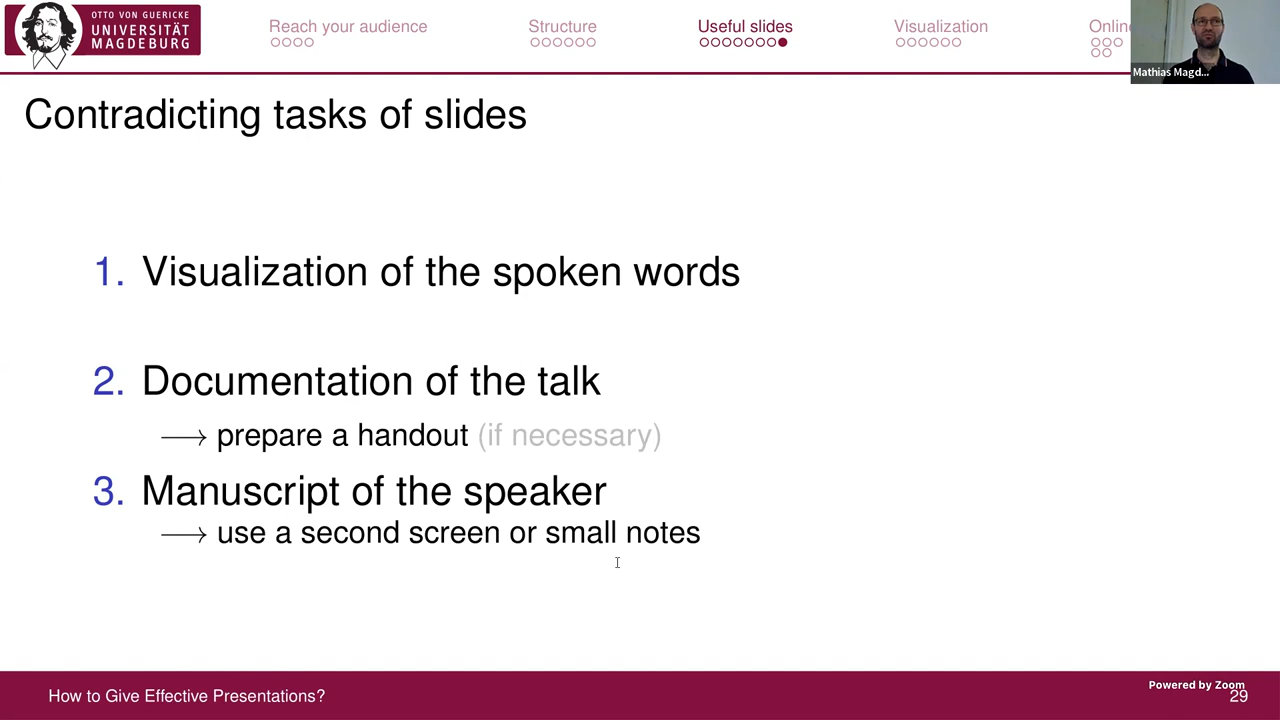 OTTO VON GUERICKE
UNIVERSITÄT
MAGDEBURG
Reach your audience
Structure
Useful slides
Visualization
Online
Mathias Magd...
Contradicting tasks of slides
1. Visualization of the spoken words
2. Documentation of the talk
⟶ prepare a handout (if necessary)
3. Manuscript of the speaker
⟶ use a second screen or small notes
How to Give Effective Presentations?
Powered by Zoom
29